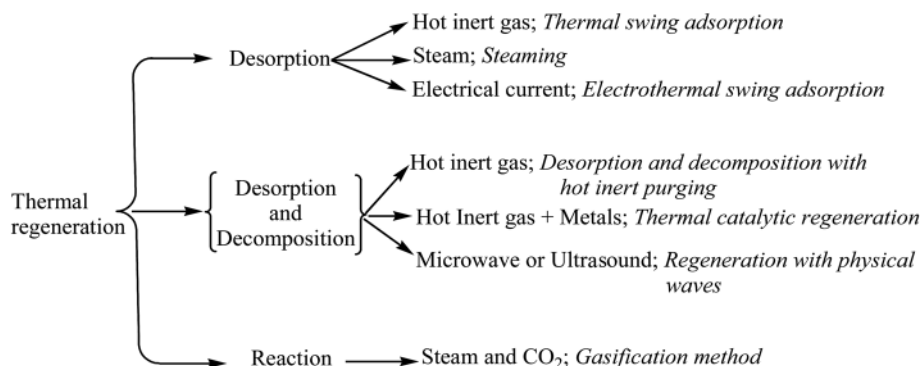 Hot inert gas; Thermal swing adsorption
Desorption
Steam; Steaming
Electrical current; Electrothermal swing adsorption
Thermal
regeneration
Desorption
and
Decomposition
Hot inert gas; Desorption and decomposition with
hot inert purging
Hot Inert gas + Metals; Thermal catalytic regeneration
Microwave or Ultrasound; Regeneration with physical
waves
Reaction
Steam and CO₂; Gasification method